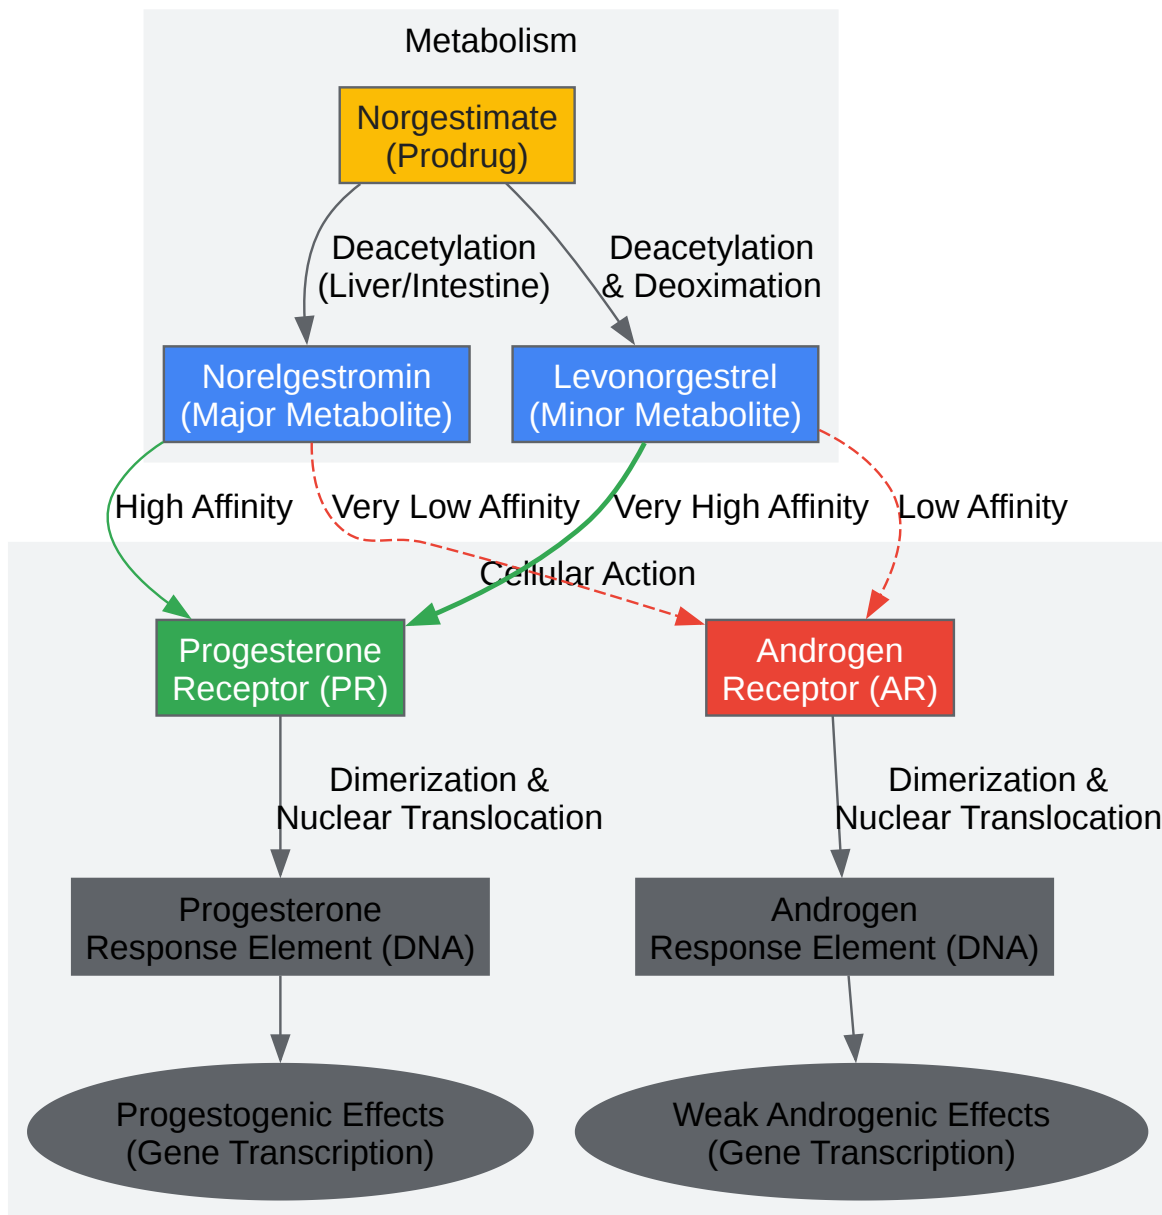 Metabolism
Norgestimate
(Prodrug)
Deacetylation
(Liver/Intestine)
Deacetylation
& Deoximation
Norelgestromin
(Major Metabolite)
Levonorgestrel
(Minor Metabolite)
High Affinity
Very Low Affinity
Very High Affinity
Low Affinity
Cellular Action
Progesterone
Receptor (PR)
Androgen
Receptor (AR)
Dimerization &
Nuclear Translocation
Dimerization &
Nuclear Translocation
Progesterone
Response Element (DNA)
Androgen
Response Element (DNA)
Progestogenic Effects
(Gene Transcription)
Weak Androgenic Effects
(Gene Transcription)